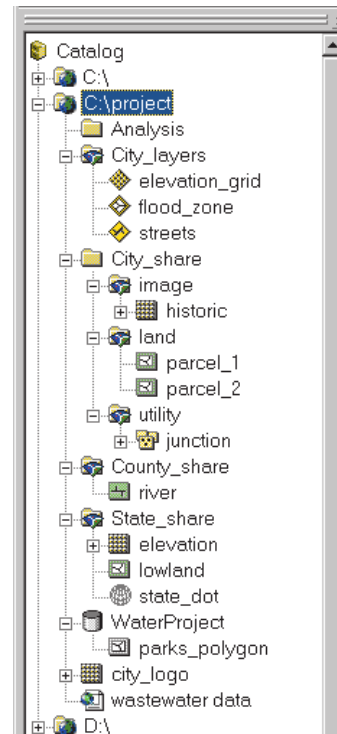 Catalog
C:\
C:\project
Analysis
City_layers
elevation_grid
flood_zone
streets
City_share
image
historic
land
parcel_1
parcel_2
utility
junction
County_share
river
State_share
elevation
lowland
state_dot
WaterProject
parks_polygon
city_logo
wastewater data
D:\